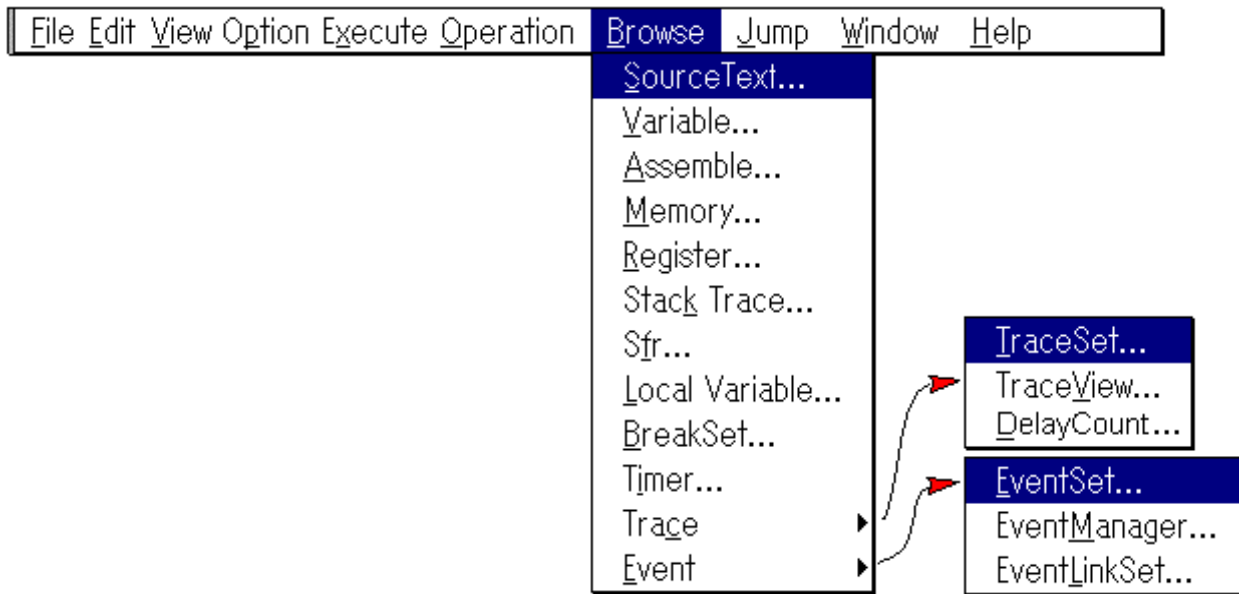 File Edit View Option Execute Operation Browse Jump Window Help
SourceText...
Variable...
Assemble...
Memory...
Register...
Stack Trace...
Sfr...
Local Variable...
BreakSet...
Timer...
Trace
Event
TraceSet...
TraceView...
DelayCount...
EventSet...
EventManager...
EventLinkSet...